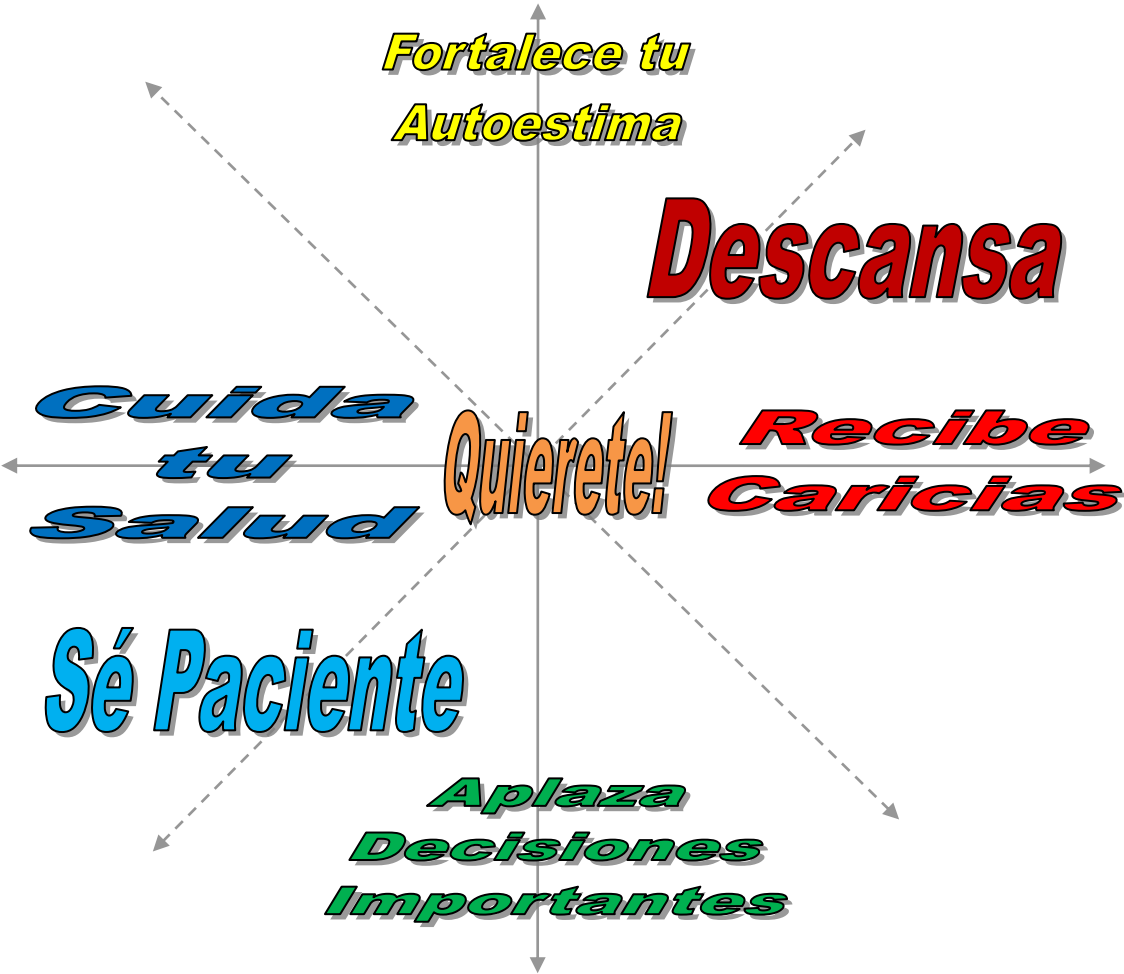 Fortalece tu
Autoestima
Descansa
Cuida
tu
Salud
Quierete!
Recibe
Caricias
Sé Paciente
Aplaza
Decisiones
Importantes